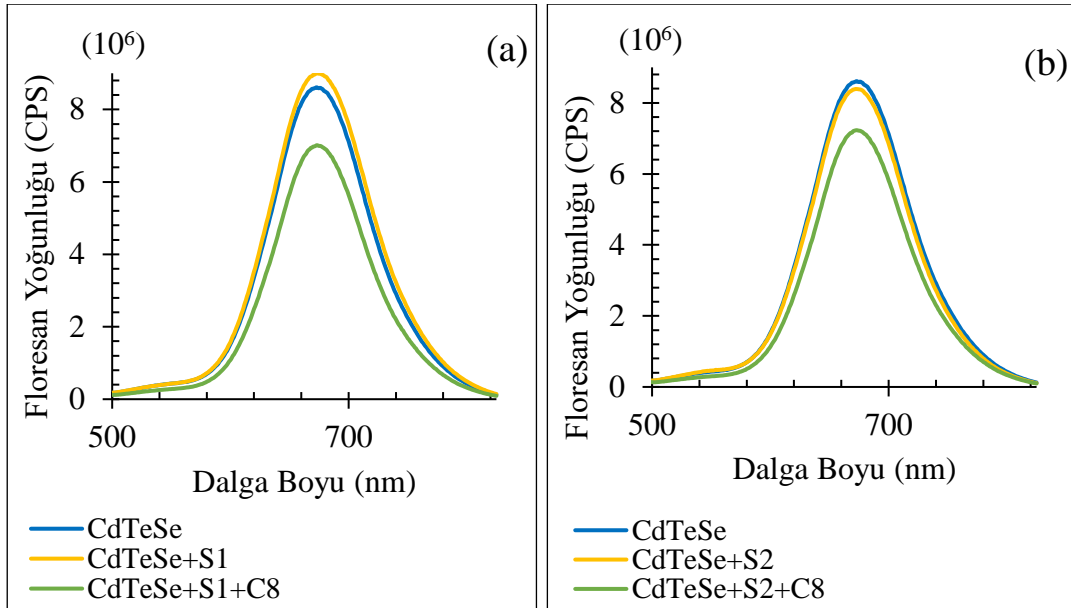 (10⁶)
(a)
Floresan Yoğunluğu (CPS)
8
6
4
2
0
500
700
Dalga Boyu (nm)
CdTeSe
CdTeSe+S1
CdTeSe+S1+C8
(10⁶)
(b)
Floresan Yoğunluğu (CPS)
8
6
4
2
0
500
700
Dalga Boyu (nm)
CdTeSe
CdTeSe+S2
CdTeSe+S2+C8